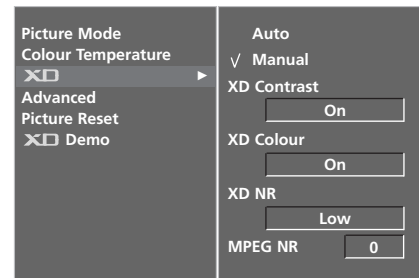 Picture Mode
Colour Temperature
XD
Advanced
Picture Reset
XD Demo
Auto
√ Manual
XD Contrast
On
XD Colour
On
XD NR
Low
MPEG NR 0